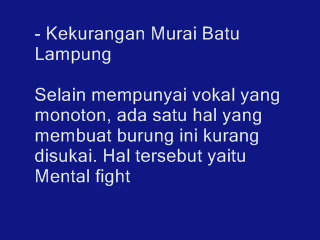 - Kekurangan Murai Batu
Lampung
Selain mempunyai vokal yang
monoton, ada satu hal yang
membuat burung ini kurang
disukai. Hal tersebut yaitu
Mental fight